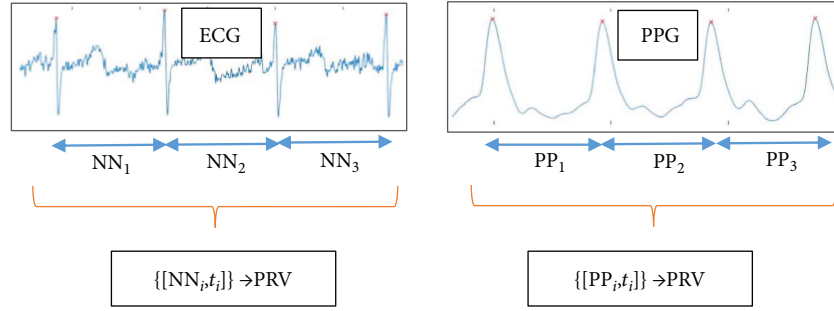 ECG
PPG
NN₁ NN₂ NN₃
PP₁ PP₂ PP₃
{[NNᵢ,tᵢ]} →PRV
{[PPᵢ,tᵢ]} →PRV